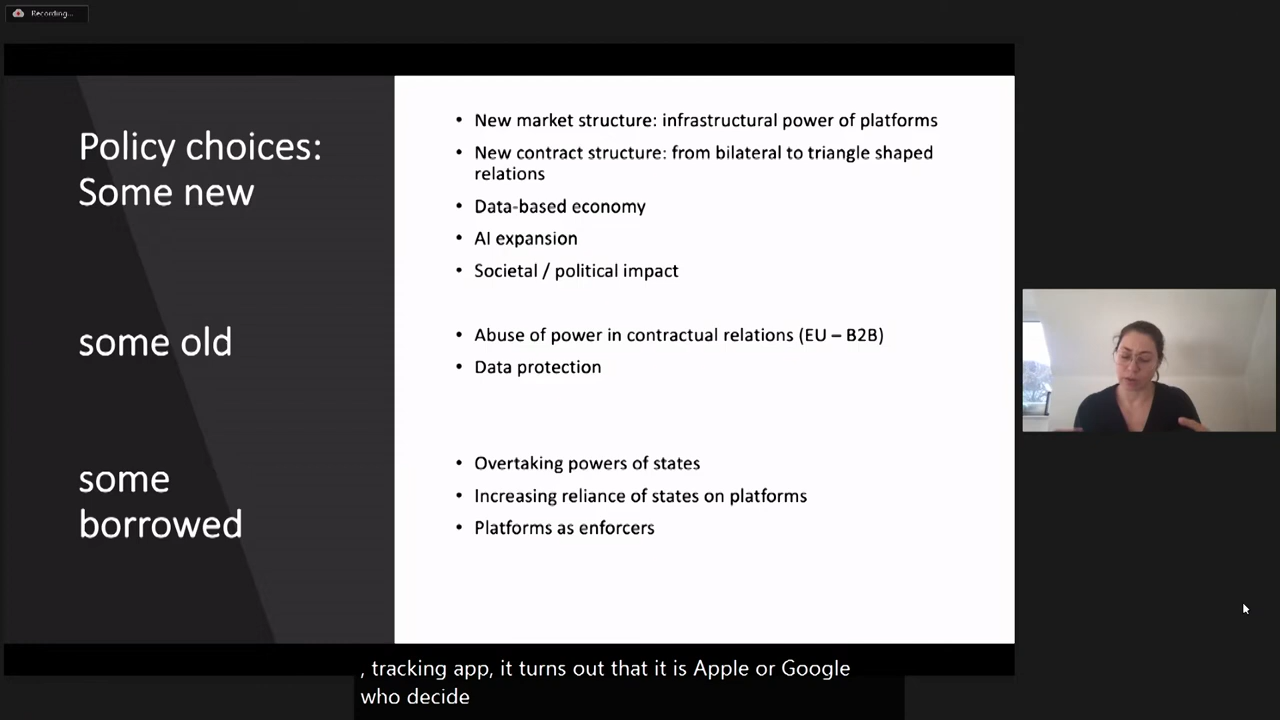 Recording...
Policy choices:
Some new
• New market structure: infrastructural power of platforms
• New contract structure: from bilateral to triangle shaped
relations
• Data-based economy
• AI expansion
• Societal / political impact
some old
• Abuse of power in contractual relations (EU – B2B)
• Data protection
some
borrowed
• Overtaking powers of states
• Increasing reliance of states on platforms
• Platforms as enforcers
, tracking app, it turns out that it is Apple or Google
who decide